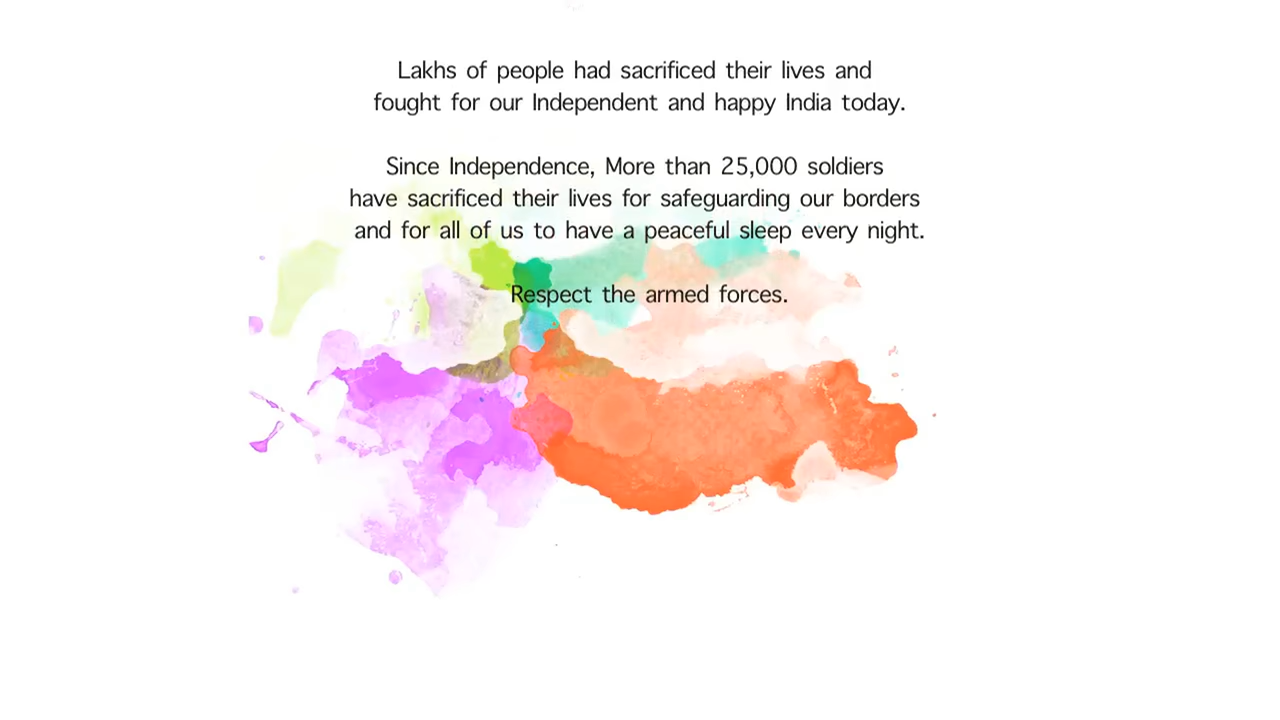 Lakhs of people had sacrificed their lives and
fought for our Independent and happy India today.
Since Independence, More than 25,000 soldiers
have sacrificed their lives for safeguarding our borders
and for all of us to have a peaceful sleep every night.
Respect the armed forces.